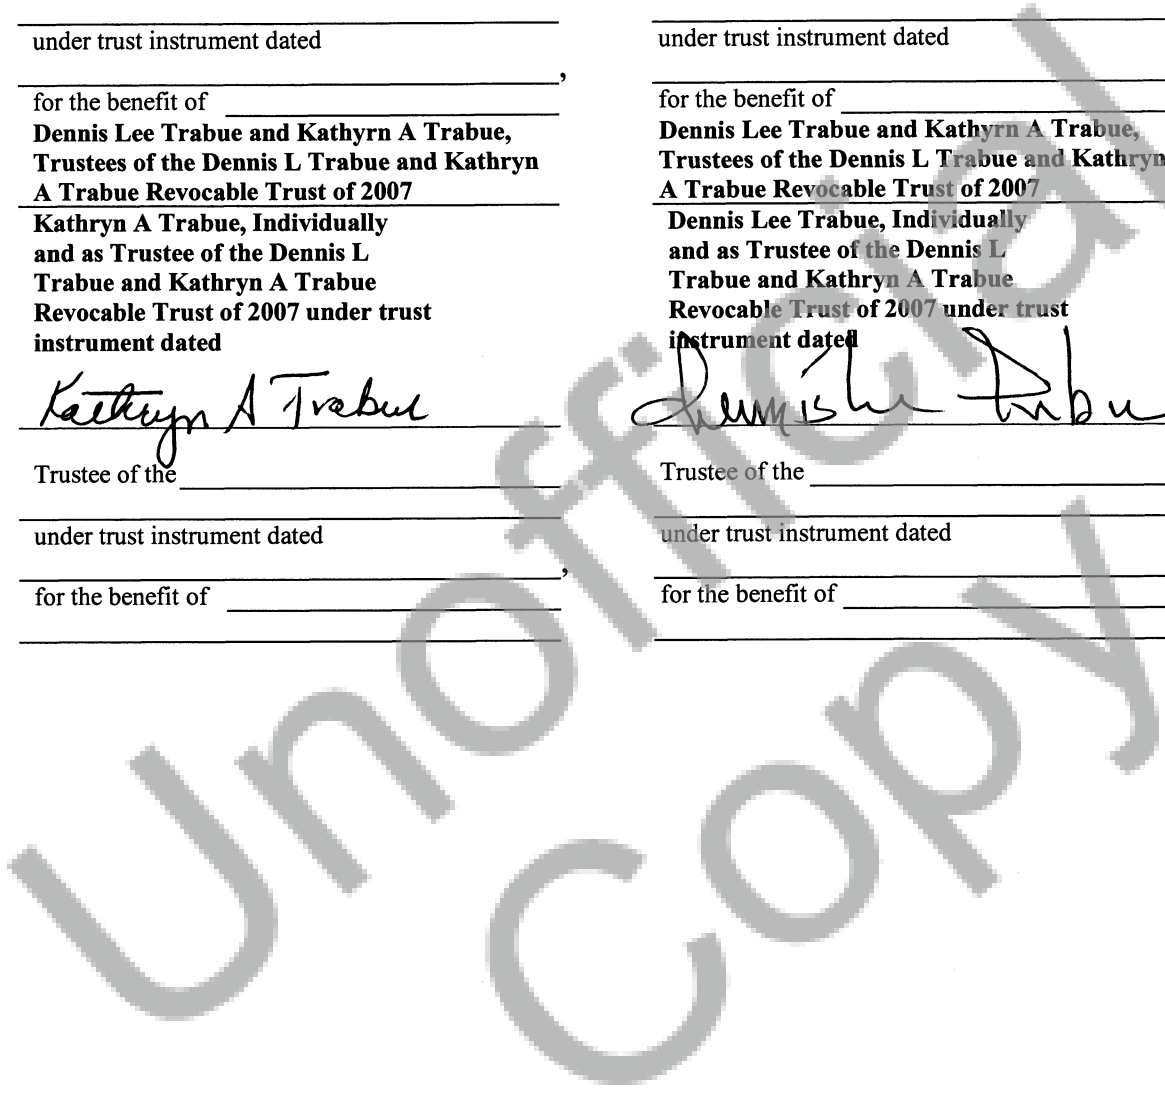 under trust instrument dated
,
for the benefit of
Dennis Lee Trabue and Kathyrn A Trabue,
Trustees of the Dennis L Trabue and Kathryn
A Trabue Revocable Trust of 2007
Kathryn A Trabue, Individually
and as Trustee of the Dennis L
Trabue and Kathryn A Trabue
Revocable Trust of 2007 under trust
instrument dated
Kathryn A Trabue
Trustee of the
under trust instrument dated
,
for the benefit of
under trust instrument dated
for the benefit of
Dennis Lee Trabue and Kathyrn A Trabue,
Trustees of the Dennis L Trabue and Kathryn
A Trabue Revocable Trust of 2007
Dennis Lee Trabue, Individually
and as Trustee of the Dennis L
Trabue and Kathryn A Trabue
Revocable Trust of 2007 under trust
instrument dated
Trustee of the
under trust instrument dated
for the benefit of
Unofficial
Copy